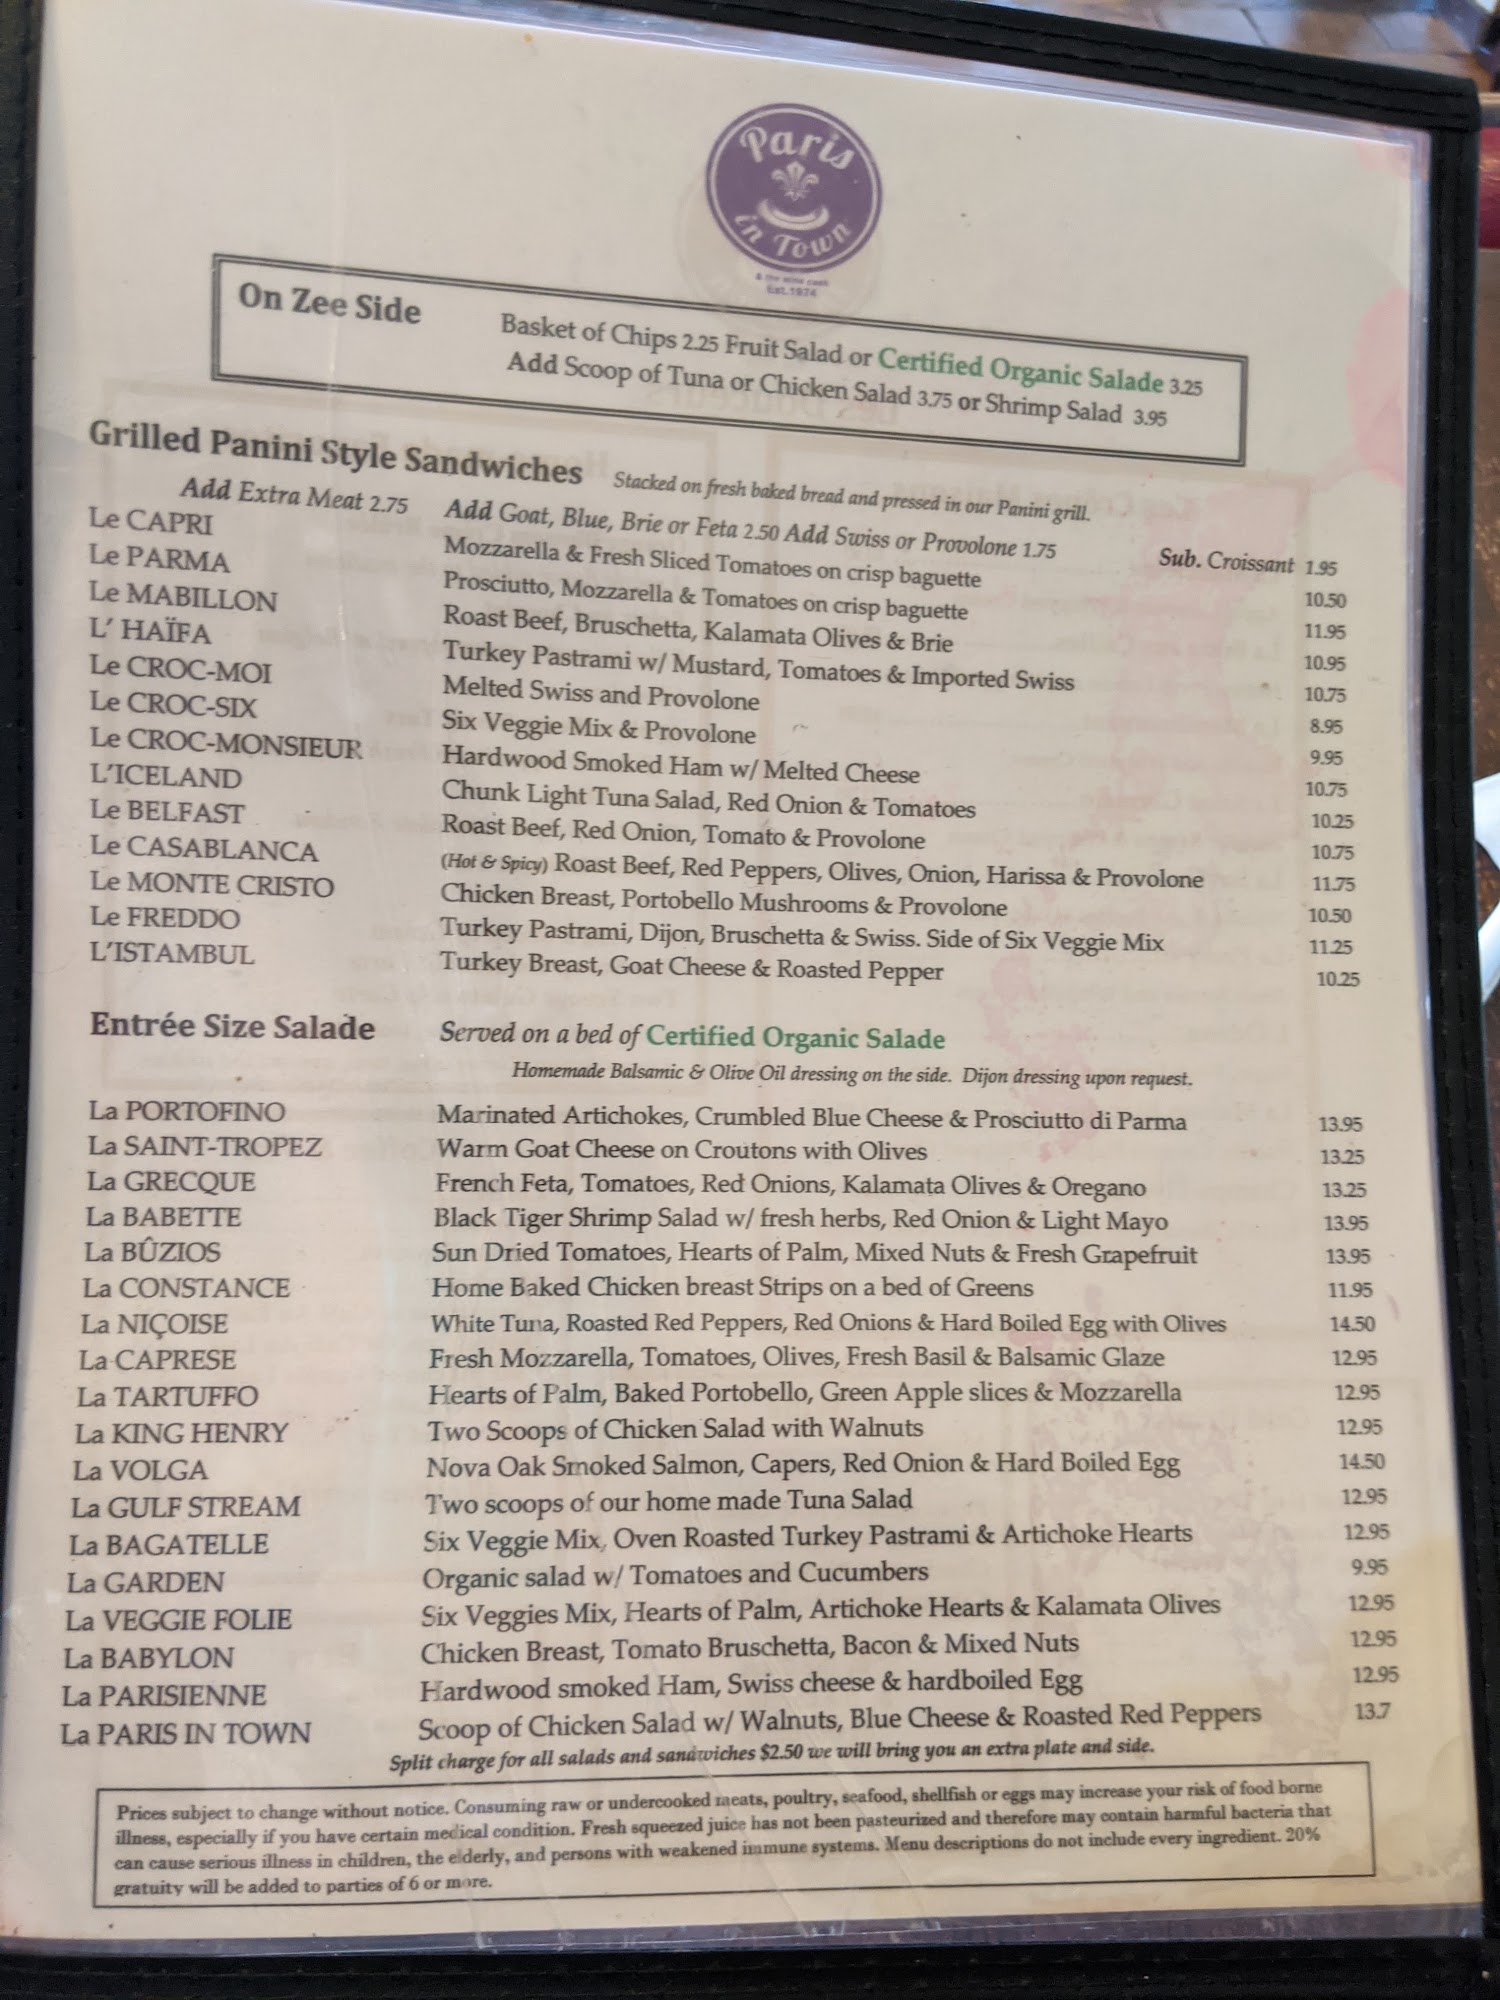 Paris
in Town
Est. 1974
On Zee Side
Basket of Chips 2.25 Fruit Salad or Certified Organic Salade 3.25
Add Scoop of Tuna or Chicken Salad 3.75 or Shrimp Salad 3.95
Grilled Panini Style Sandwiches Stacked on fresh baked bread and pressed in our Panini grill.
Add Extra Meat 2.75 Add Goat, Blue, Brie or Feta 2.50 Add Swiss or Provolone 1.75 Sub. Croissant 1.95
Le CAPRI Mozzarella & Fresh Sliced Tomatoes on crisp baguette 10.50
Le PARMA Prosciutto, Mozzarella & Tomatoes on crisp baguette 11.95
Le MABILLON Roast Beef, Bruschetta, Kalamata Olives & Brie 10.95
L' HAÏFA Turkey Pastrami w/ Mustard, Tomatoes & Imported Swiss 10.75
Le CROC-MOI Melted Swiss and Provolone 8.95
Le CROC-SIX Six Veggie Mix & Provolone 9.95
Le CROC-MONSIEUR Hardwood Smoked Ham w/ Melted Cheese 10.75
L'ICELAND Chunk Light Tuna Salad, Red Onion & Tomatoes 10.25
Le BELFAST Roast Beef, Red Onion, Tomato & Provolone 10.75
Le CASABLANCA (Hot & Spicy) Roast Beef, Red Peppers, Olives, Onion, Harissa & Provolone 11.75
Le MONTE CRISTO Chicken Breast, Portobello Mushrooms & Provolone 10.50
Le FREDDO Turkey Pastrami, Dijon, Bruschetta & Swiss. Side of Six Veggie Mix 11.25
L'ISTAMBUL Turkey Breast, Goat Cheese & Roasted Pepper 10.25
Entrée Size Salade Served on a bed of Certified Organic Salade
Homemade Balsamic & Olive Oil dressing on the side. Dijon dressing upon request.
La PORTOFINO Marinated Artichokes, Crumbled Blue Cheese & Prosciutto di Parma 13.95
La SAINT-TROPEZ Warm Goat Cheese on Croutons with Olives 13.25
La GRECQUE French Feta, Tomatoes, Red Onions, Kalamata Olives & Oregano 13.25
La BABETTE Black Tiger Shrimp Salad w/ fresh herbs, Red Onion & Light Mayo 13.95
La BÛZIOS Sun Dried Tomatoes, Hearts of Palm, Mixed Nuts & Fresh Grapefruit 13.95
La CONSTANCE Home Baked Chicken breast Strips on a bed of Greens 11.95
La NIÇOISE White Tuna, Roasted Red Peppers, Red Onions & Hard Boiled Egg with Olives 14.50
La CAPRESE Fresh Mozzarella, Tomatoes, Olives, Fresh Basil & Balsamic Glaze 12.95
La TARTUFFO Hearts of Palm, Baked Portobello, Green Apple slices & Mozzarella 12.95
La KING HENRY Two Scoops of Chicken Salad with Walnuts 12.95
La VOLGA Nova Oak Smoked Salmon, Capers, Red Onion & Hard Boiled Egg 14.50
La GULF STREAM Two scoops of our home made Tuna Salad 12.95
La BAGATELLE Six Veggie Mix, Oven Roasted Turkey Pastrami & Artichoke Hearts 12.95
La GARDEN Organic salad w/ Tomatoes and Cucumbers 9.95
La VEGGIE FOLIE Six Veggies Mix, Hearts of Palm, Artichoke Hearts & Kalamata Olives 12.95
La BABYLON Chicken Breast, Tomato Bruschetta, Bacon & Mixed Nuts 12.95
La PARISIENNE Hardwood smoked Ham, Swiss cheese & hardboiled Egg 12.95
La PARIS IN TOWN Scoop of Chicken Salad w/ Walnuts, Blue Cheese & Roasted Red Peppers 13.7
Split charge for all salads and sandwiches $2.50 we will bring you an extra plate and side.
Prices subject to change without notice. Consuming raw or undercooked meats, poultry, seafood, shellfish or eggs may increase your risk of food borne
illness, especially if you have certain medical condition. Fresh squeezed juice has not been pasteurized and therefore may contain harmful bacteria that
can cause serious illness in children, the elderly, and persons with weakened immune systems. Menu descriptions do not include every ingredient. 20%
gratuity will be added to parties of 6 or more.